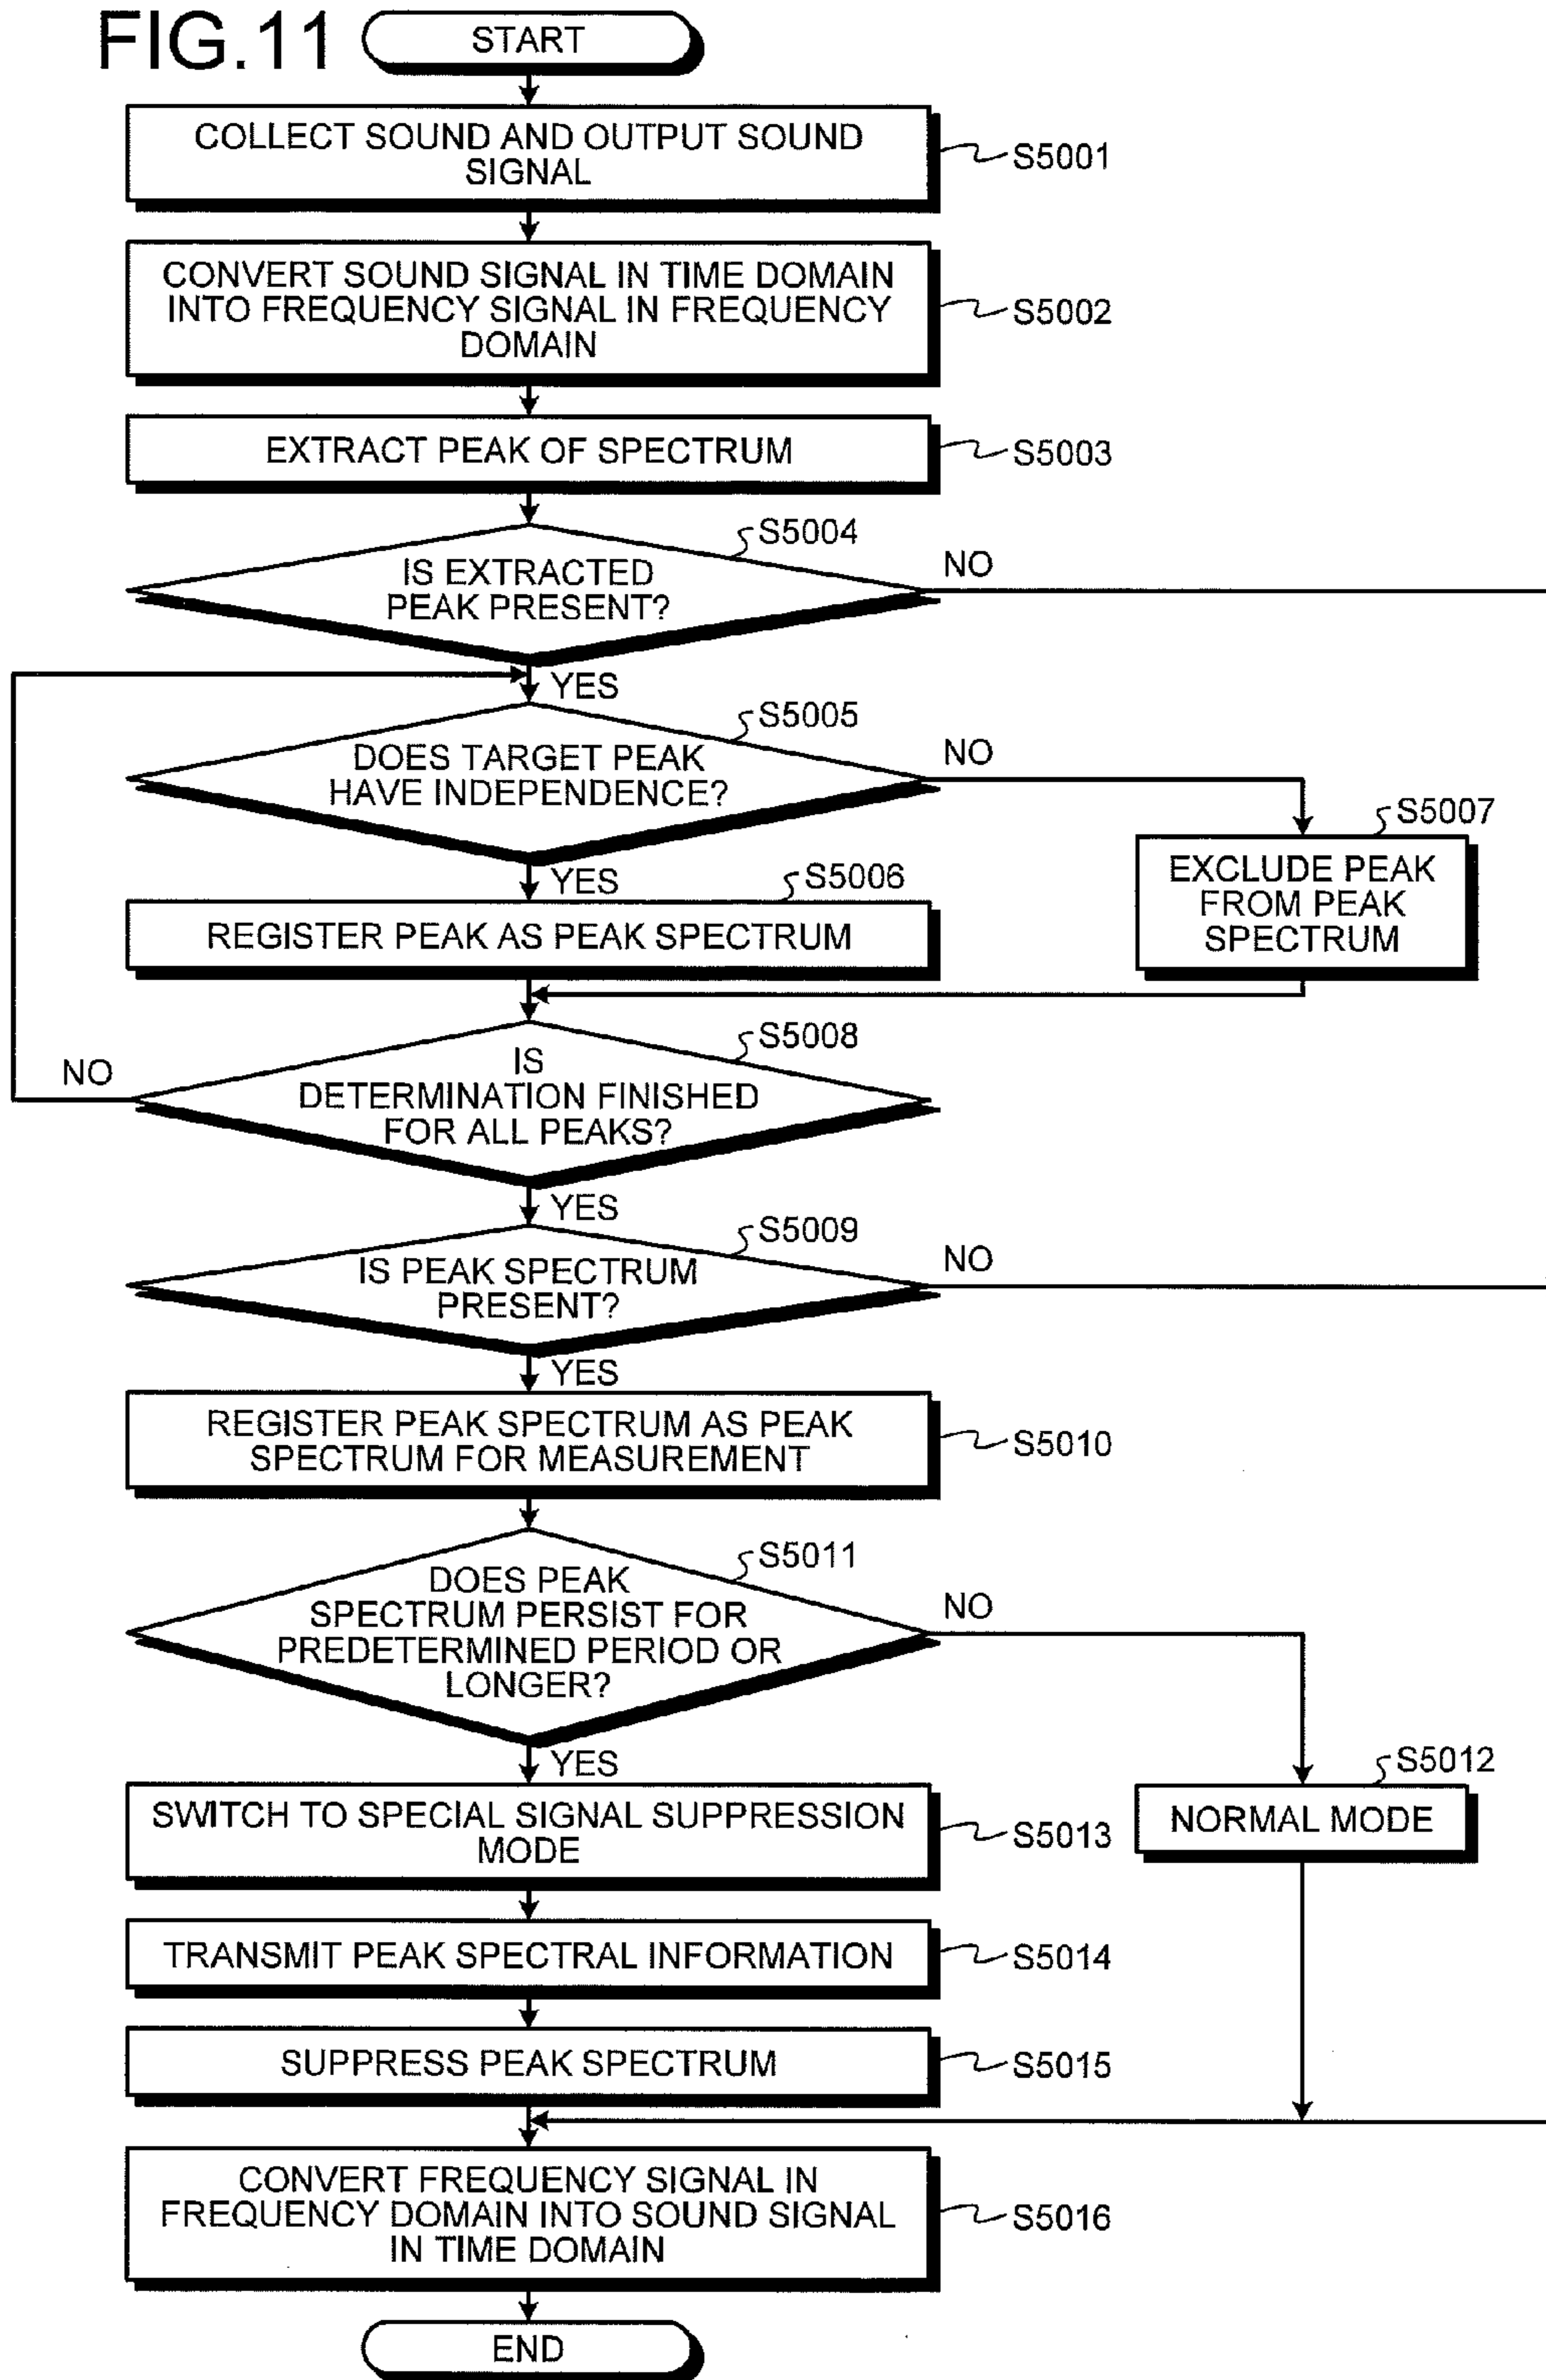 FIG.11
START
COLLECT SOUND AND OUTPUT SOUND
SIGNAL
S5001
CONVERT SOUND SIGNAL IN TIME DOMAIN
INTO FREQUENCY SIGNAL IN FREQUENCY
DOMAIN
S5002
EXTRACT PEAK OF SPECTRUM
S5003
S5004
IS EXTRACTED
PEAK PRESENT?
NO
YES
S5005
DOES TARGET PEAK
HAVE INDEPENDENCE?
NO
S5007
EXCLUDE PEAK
FROM PEAK
SPECTRUM
YES
S5006
REGISTER PEAK AS PEAK SPECTRUM
S5008
IS
DETERMINATION FINISHED
FOR ALL PEAKS?
NO
YES
S5009
IS PEAK SPECTRUM
PRESENT?
NO
YES
REGISTER PEAK SPECTRUM AS PEAK
SPECTRUM FOR MEASUREMENT
S5010
S5011
DOES PEAK
SPECTRUM PERSIST FOR
PREDETERMINED PERIOD OR
LONGER?
NO
YES
S5012
NORMAL MODE
SWITCH TO SPECIAL SIGNAL SUPPRESSION
MODE
S5013
TRANSMIT PEAK SPECTRAL INFORMATION
S5014
SUPPRESS PEAK SPECTRUM
S5015
CONVERT FREQUENCY SIGNAL IN
FREQUENCY DOMAIN INTO SOUND SIGNAL
IN TIME DOMAIN
S5016
END